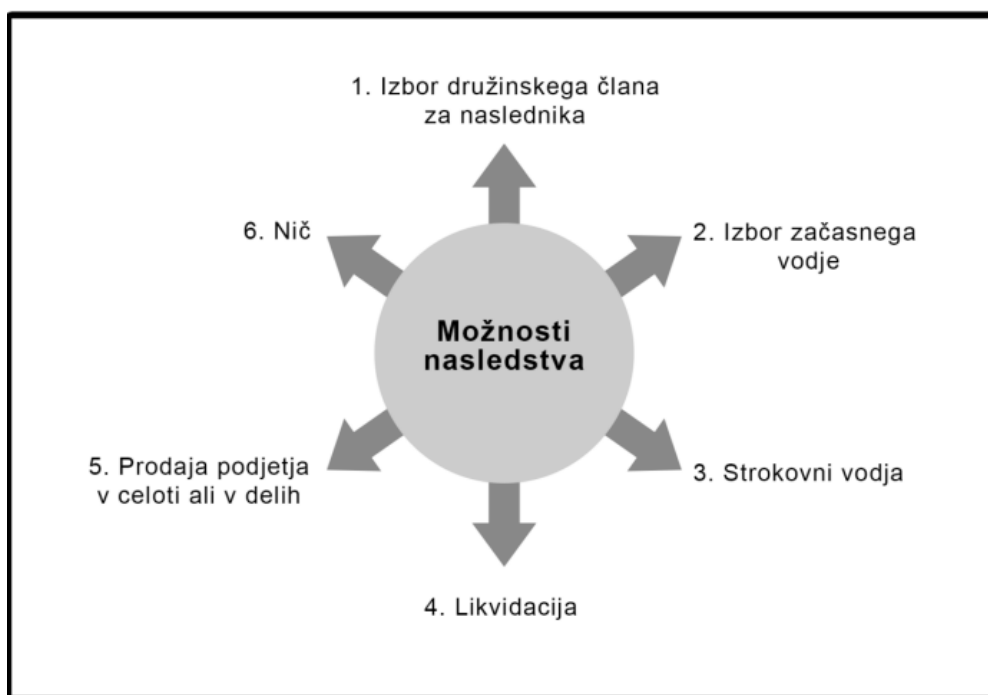 1. Izbor družinskega člana
za naslednika
2. Izbor začasnega
vodje
3. Strokovni vodja
4. Likvidacija
5. Prodaja podjetja
v celoti ali v delih
6. Nič
Možnosti
nasledstva